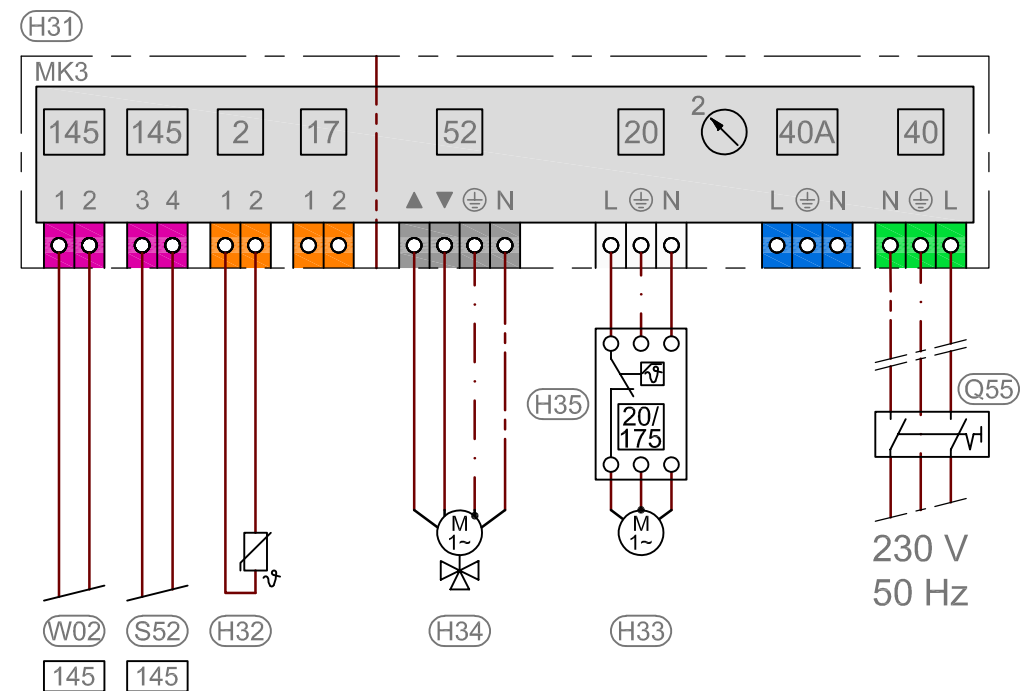 H31
MK3
145 145 2 17 52 20 2 40A 40
1 2 3 4 1 2 1 2 ▲ ▼ ⏚ N L ⏚ N L ⏚ N N ⏚ L
ϑ
H35
Q55
20/
175
M
1~
M
1~
ϑ
230 V
50 Hz
W02 S52 H32 H34 H33
145 145